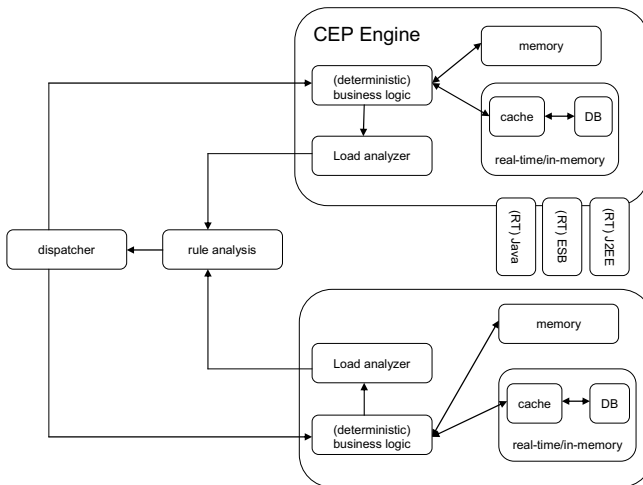 CEP Engine
memory
(deterministic)
business logic
cache
DB
real-time/in-memory
Load analyzer
(RT) Java
(RT) ESB
(RT) J2EE
dispatcher
rule analysis
memory
Load analyzer
cache
DB
(deterministic)
business logic
real-time/in-memory